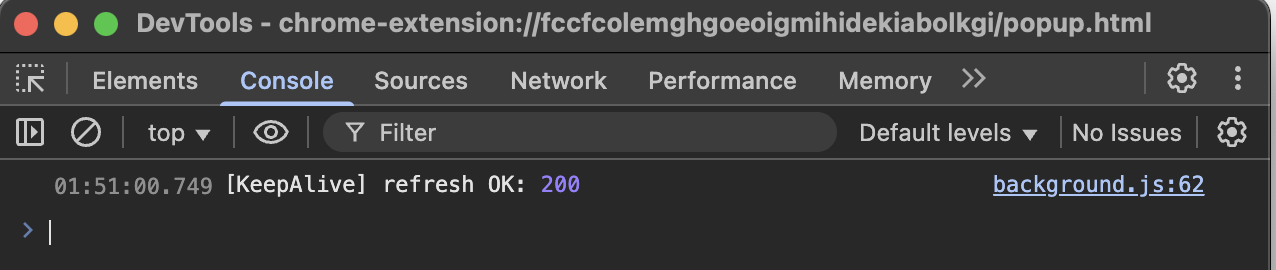 DevTools - chrome-extension://fccfcolemghgoeoigmihidekiabolkgi/popup.html
Elements Console Sources Network Performance Memory
top Filter Default levels No Issues
01:51:00.749 [KeepAlive] refresh OK: 200 background.js:62